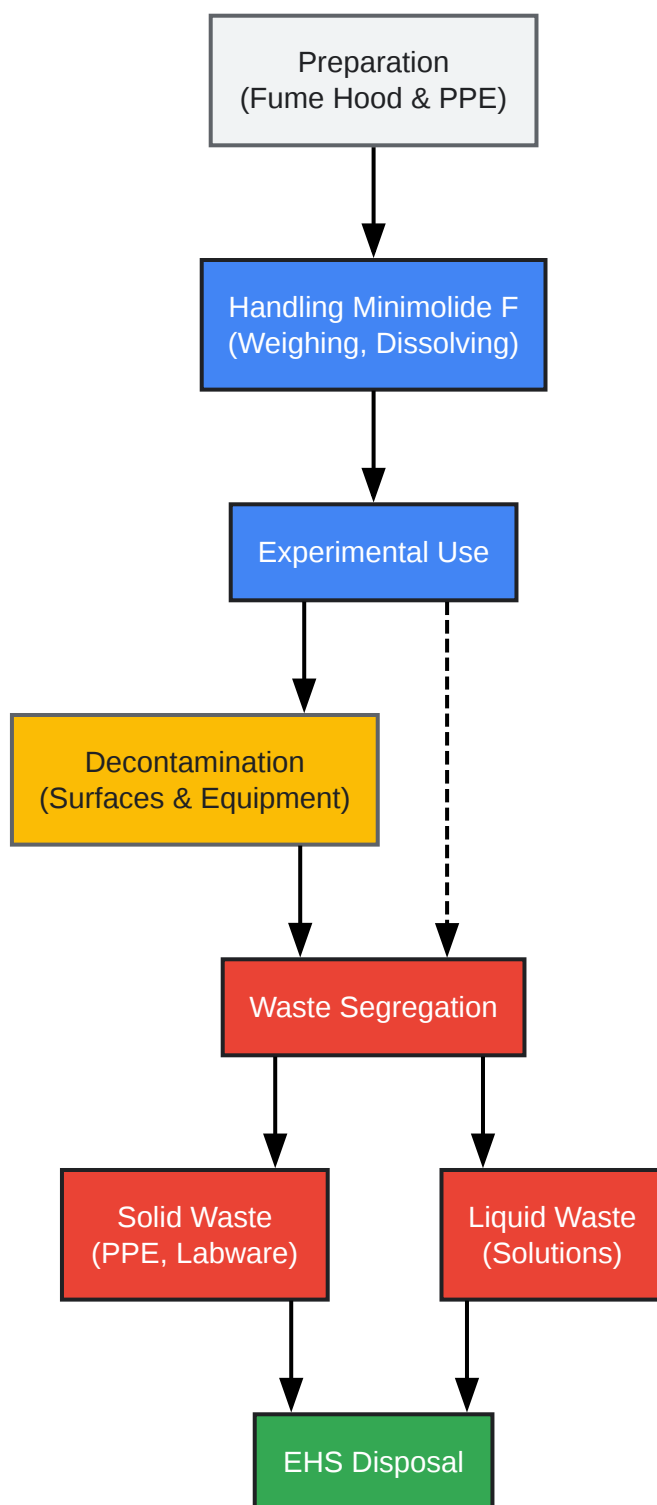 Preparation
(Fume Hood & PPE)
Handling Minimolide F
(Weighing, Dissolving)
Experimental Use
Decontamination
(Surfaces & Equipment)
Waste Segregation
Solid Waste
(PPE, Labware)
Liquid Waste
(Solutions)
EHS Disposal